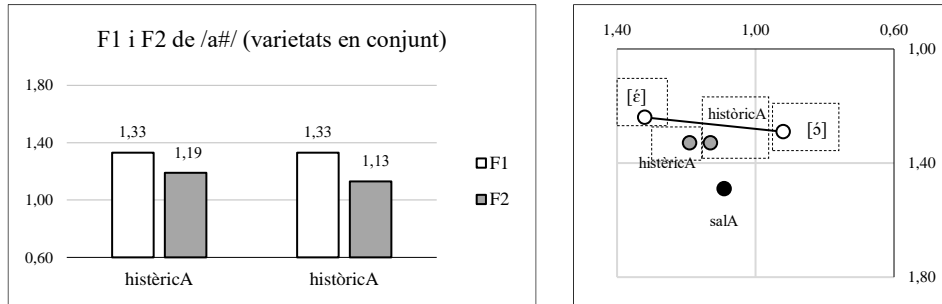 F1 i F2 de /a#/ (varietats en conjunt)
1,80
1,40
1,00
0,60
1,33
1,19
1,33
1,13
histèricA
històricA
F1
F2
1,40
1,00
0,60
1,00
1,40
1,80
[ɛ́]
històricA
[ɔ́]
histèricA
salA